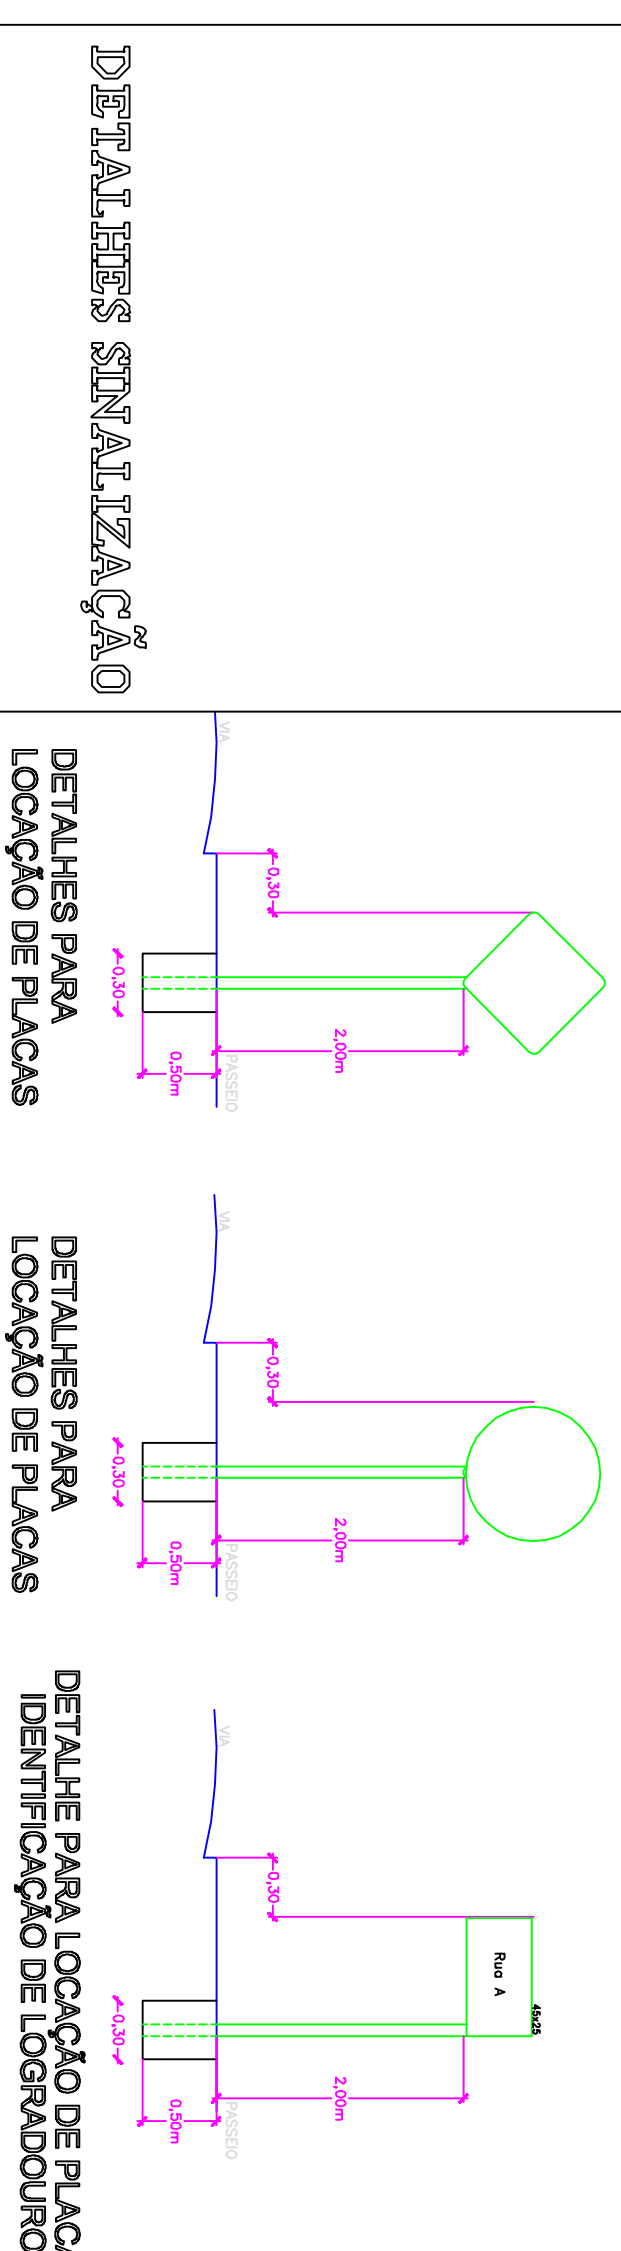 DETALHES SINALIZAÇÃO
VIA
0,30
2,00m
PASSEIO
0,50m
0,30
DETALHES PARA
LOCAÇÃO DE PLACAS
VIA
0,30
2,00m
PASSEIO
0,50m
0,30
DETALHES PARA
LOCAÇÃO DE PLACAS
45x25
Rua A
VIA
0,30
2,00m
PASSEIO
0,50m
0,30
DETALHE PARA LOCAÇÃO DE PLACA
IDENTIFICAÇÃO DE LOGRADOURO